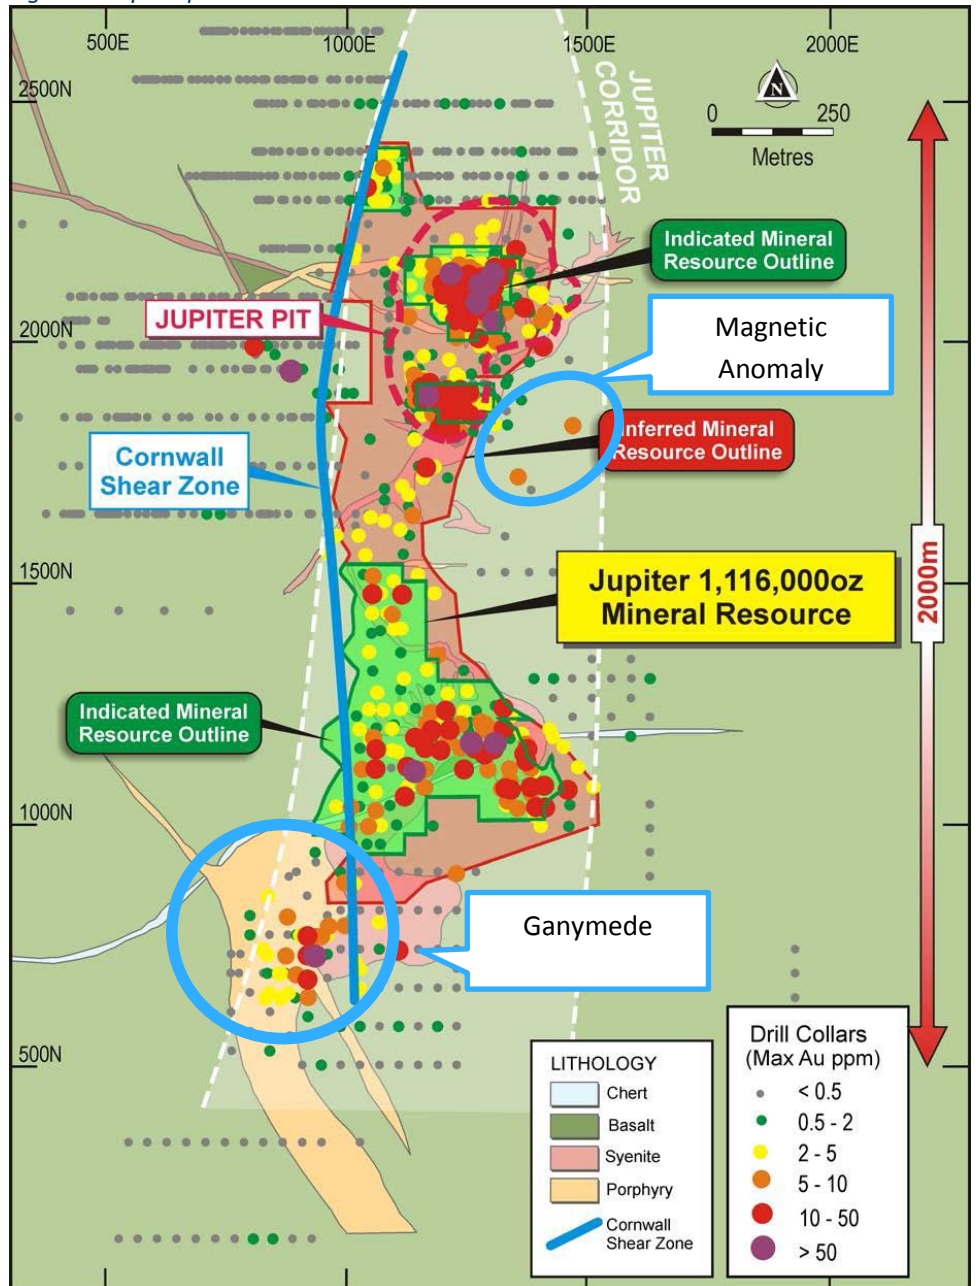 500E
1000E
1500E
2000E
2500N
2000N
1500N
1000N
500N
JUPITER
CORRIDOR
N
0 250
Metres
Indicated Mineral
Resource Outline
JUPITER PIT
Magnetic
Anomaly
Cornwall
Shear Zone
nferred Mineral
Resource Outline
Jupiter 1,116,000oz
Mineral Resource
2000m
Indicated Mineral
Resource Outline
Ganymede
LITHOLOGY
Chert
Basalt
Syenite
Porphyry
Cornwall
Shear Zone
Drill Collars
(Max Au ppm)
< 0.5
0.5 - 2
2 - 5
5 - 10
10 - 50
> 50